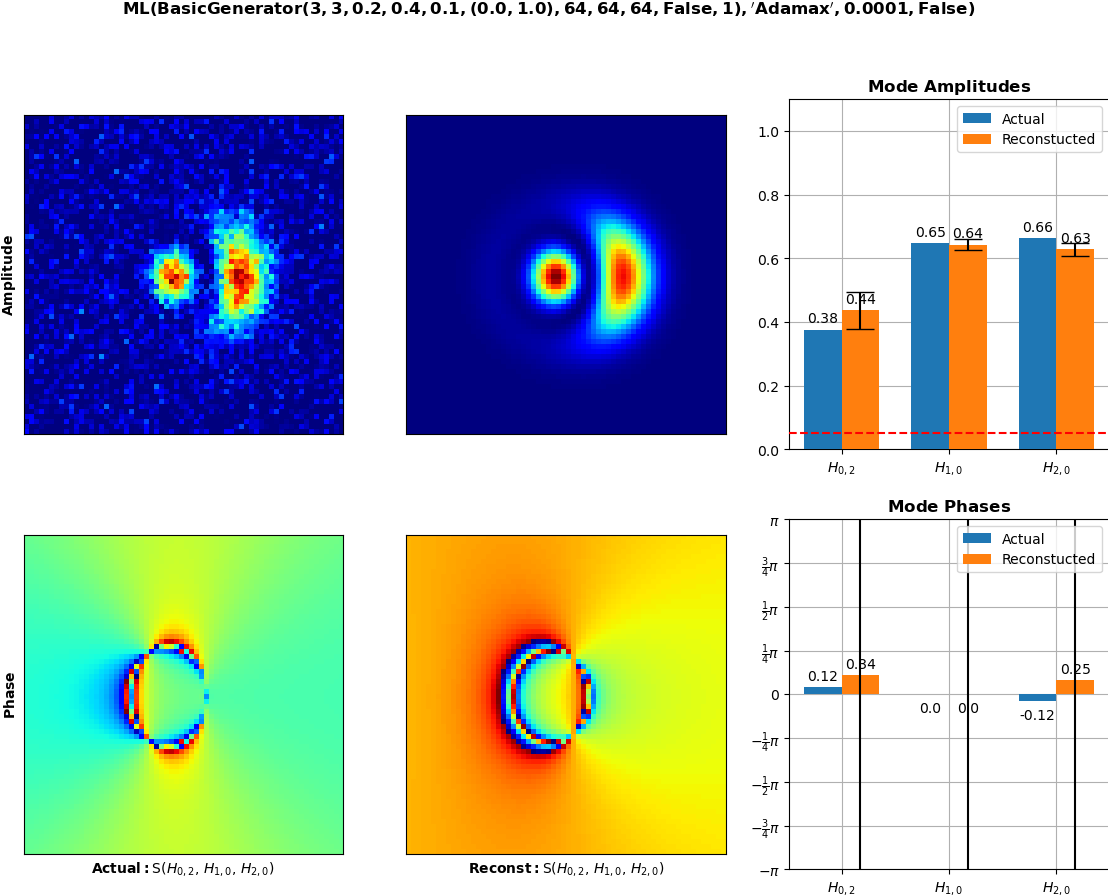 ML(BasicGenerator(3, 3, 0.2, 0.4, 0.1, (0.0, 1.0), 64, 64, 64, False, 1), ′Adamax′, 0.0001, False)
Amplitude
Mode Amplitudes
Actual
Reconstucted
1.0
0.8
0.6
0.4
0.2
0.0
0.38
0.44
0.65
0.64
0.66
0.63
H0,2
H1,0
H2,0
Phase
Actual: S(H0,2, H1,0, H2,0)
Reconst: S(H0,2, H1,0, H2,0)
Mode Phases
Actual
Reconstucted
π
3/4π
1/2π
1/4π
0
−1/4π
−1/2π
−3/4π
−π
0.12
0.34
0.0
0.0
-0.12
0.25
H0,2
H1,0
H2,0